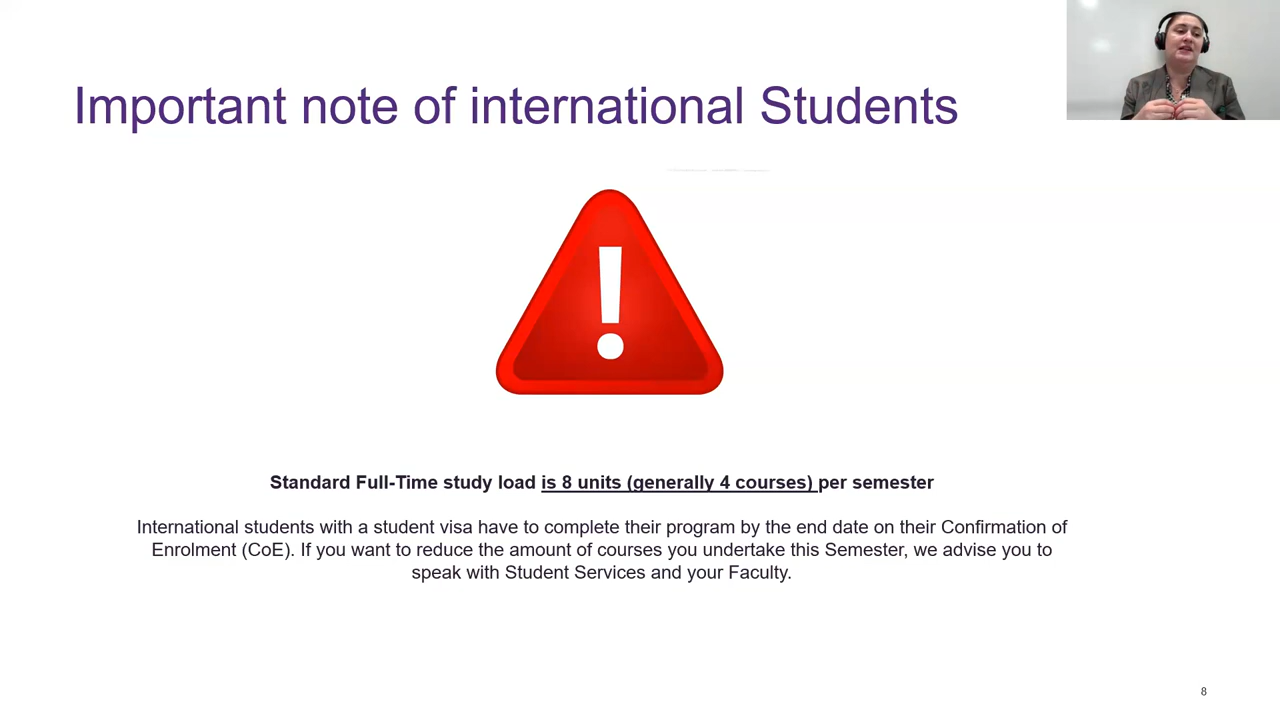 Important note of international Students
!
Standard Full-Time study load is 8 units (generally 4 courses) per semester
International students with a student visa have to complete their program by the end date on their Confirmation of
Enrolment (CoE). If you want to reduce the amount of courses you undertake this Semester, we advise you to
speak with Student Services and your Faculty.
8